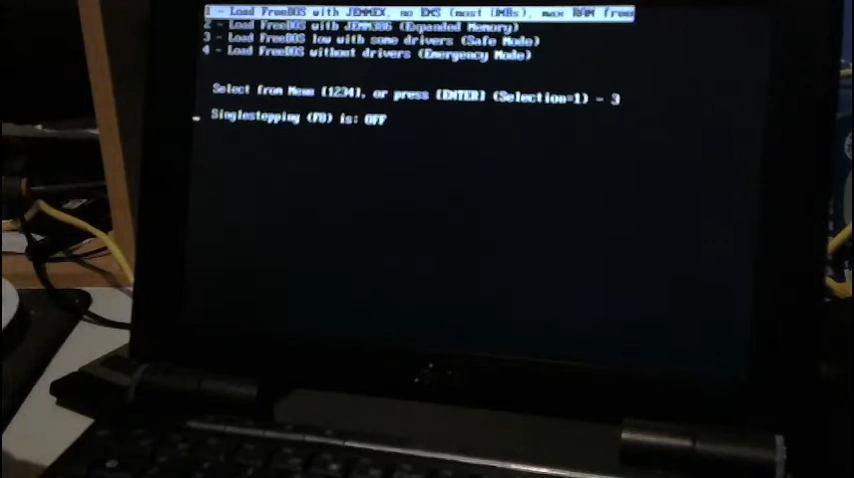 1 - Load FreeDOS with JEMMEX, no EMS (most UMBs), max RAM free
2 - Load FreeDOS with JEMM386 (Expanded Memory)
3 - Load FreeDOS low with some drivers (Safe Mode)
4 - Load FreeDOS without drivers (Emergency Mode)
Select from Menu [1234], or press [ENTER] (Selection=1) - 3
Singlestepping (F8) is: OFF